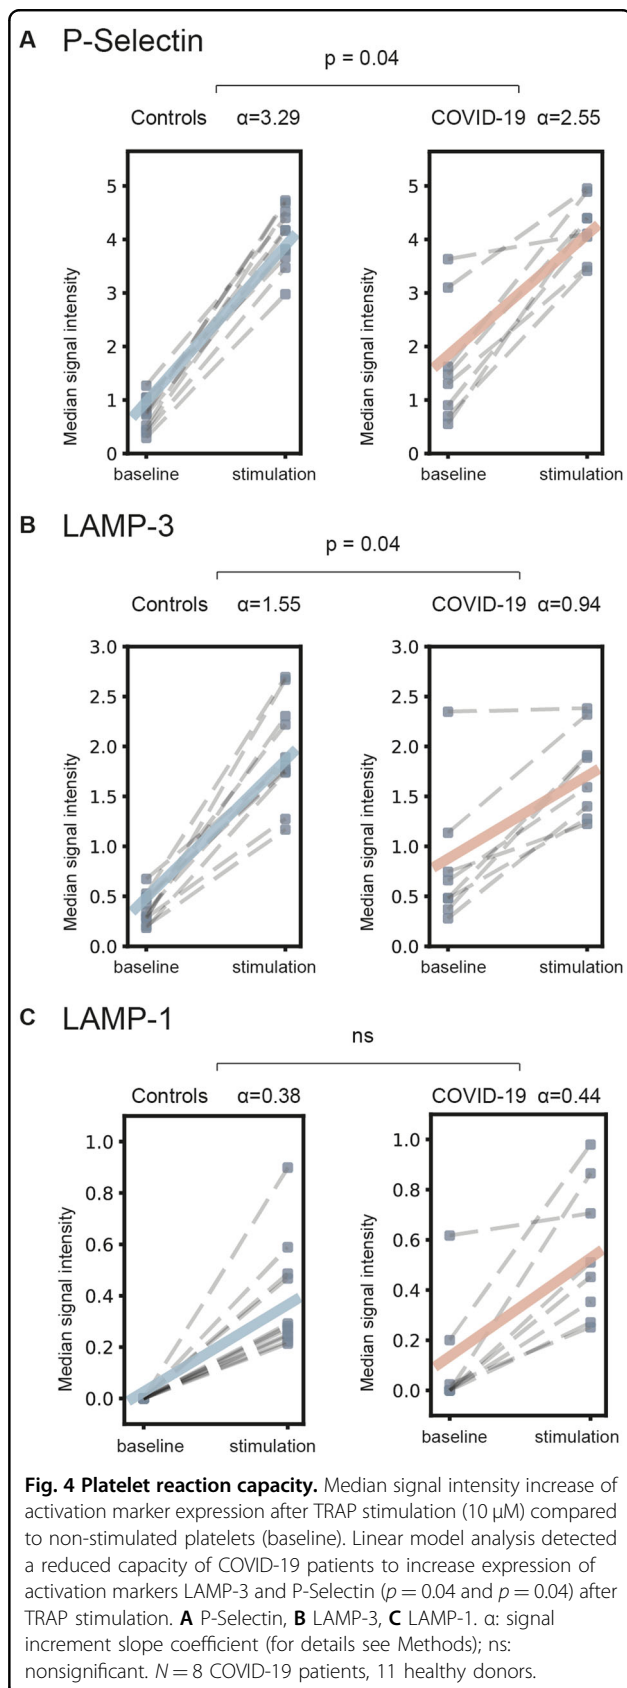 A P-Selectin
p = 0.04
Controls α=3.29
COVID-19 α=2.55
Median signal intensity
5
4
3
2
1
0
baseline stimulation
Median signal intensity
5
4
3
2
1
0
baseline stimulation
B LAMP-3
p = 0.04
Controls α=1.55
COVID-19 α=0.94
Median signal intensity
3.0
2.5
2.0
1.5
1.0
0.5
0.0
baseline stimulation
Median signal intensity
3.0
2.5
2.0
1.5
1.0
0.5
0.0
baseline stimulation
C LAMP-1
ns
Controls α=0.38
COVID-19 α=0.44
Median signal intensity
1.0
0.8
0.6
0.4
0.2
0.0
baseline stimulation
Median signal intensity
1.0
0.8
0.6
0.4
0.2
0.0
baseline stimulation
Fig. 4 Platelet reaction capacity. Median signal intensity increase of
activation marker expression after TRAP stimulation (10 μM) compared
to non-stimulated platelets (baseline). Linear model analysis detected
a reduced capacity of COVID-19 patients to increase expression of
activation markers LAMP-3 and P-Selectin (p = 0.04 and p = 0.04) after
TRAP stimulation. A P-Selectin, B LAMP-3, C LAMP-1. α: signal
increment slope coefficient (for details see Methods); ns:
nonsignificant. N = 8 COVID-19 patients, 11 healthy donors.